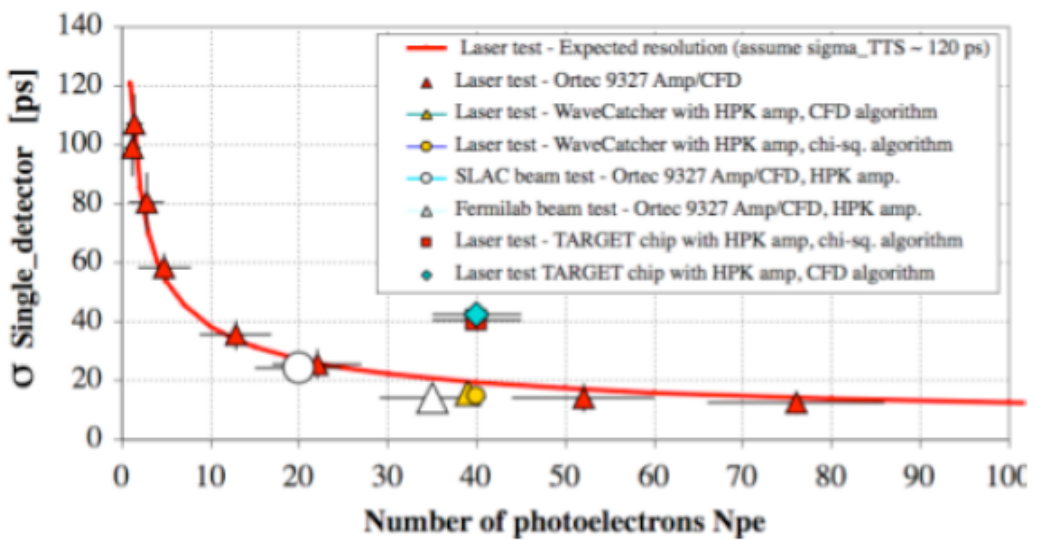 140
120
100
80
60
40
20
0
σ Single_detector [ps]
Laser test - Expected resolution (assume sigma_TTS ~ 120 ps)
Laser test - Ortec 9327 Amp/CFD
Laser test - WaveCatcher with HPK amp, CFD algorithm
Laser test - WaveCatcher with HPK amp, chi-sq. algorithm
SLAC beam test - Ortec 9327 Amp/CFD, HPK amp.
Fermilab beam test - Ortec 9327 Amp/CFD, HPK amp.
Laser test - TARGET chip with HPK amp, chi-sq. algorithm
Laser test TARGET chip with HPK amp, CFD algorithm
0 10 20 30 40 50 60 70 80 90 100
Number of photoelectrons Npe